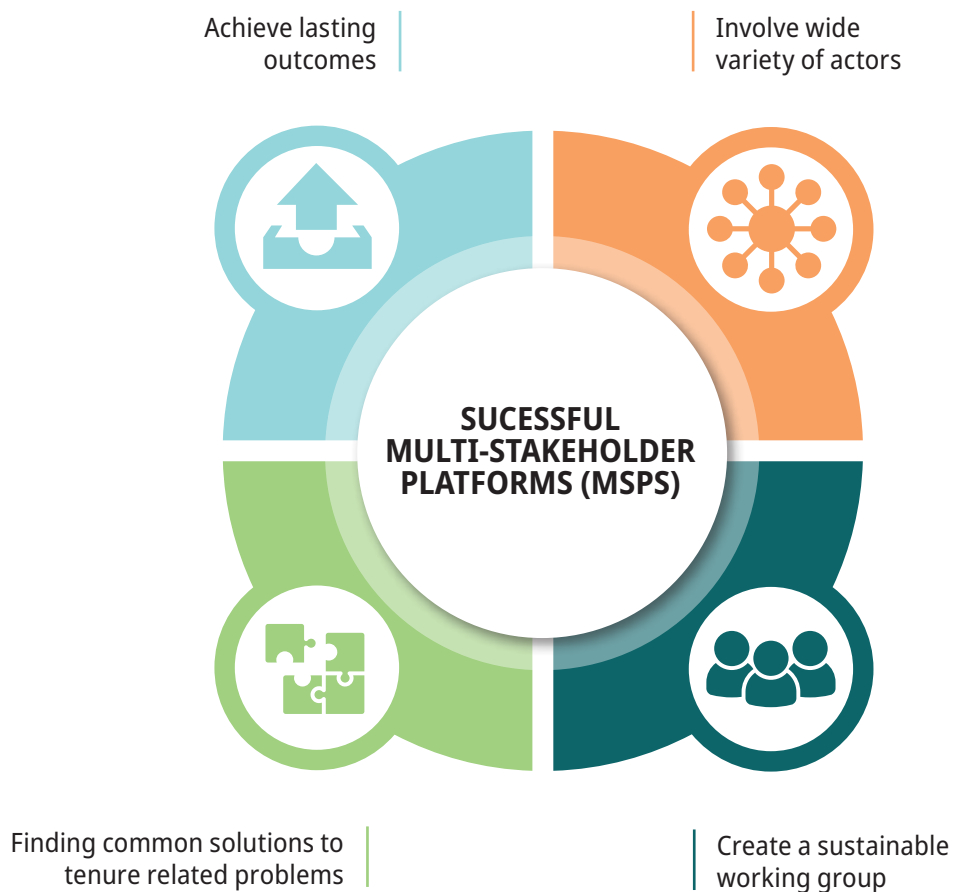 Achieve lasting
outcomes
Involve wide
variety of actors
SUCESSFUL
MULTI-STAKEHOLDER
PLATFORMS (MSPS)
Finding common solutions to
tenure related problems
Create a sustainable
working group